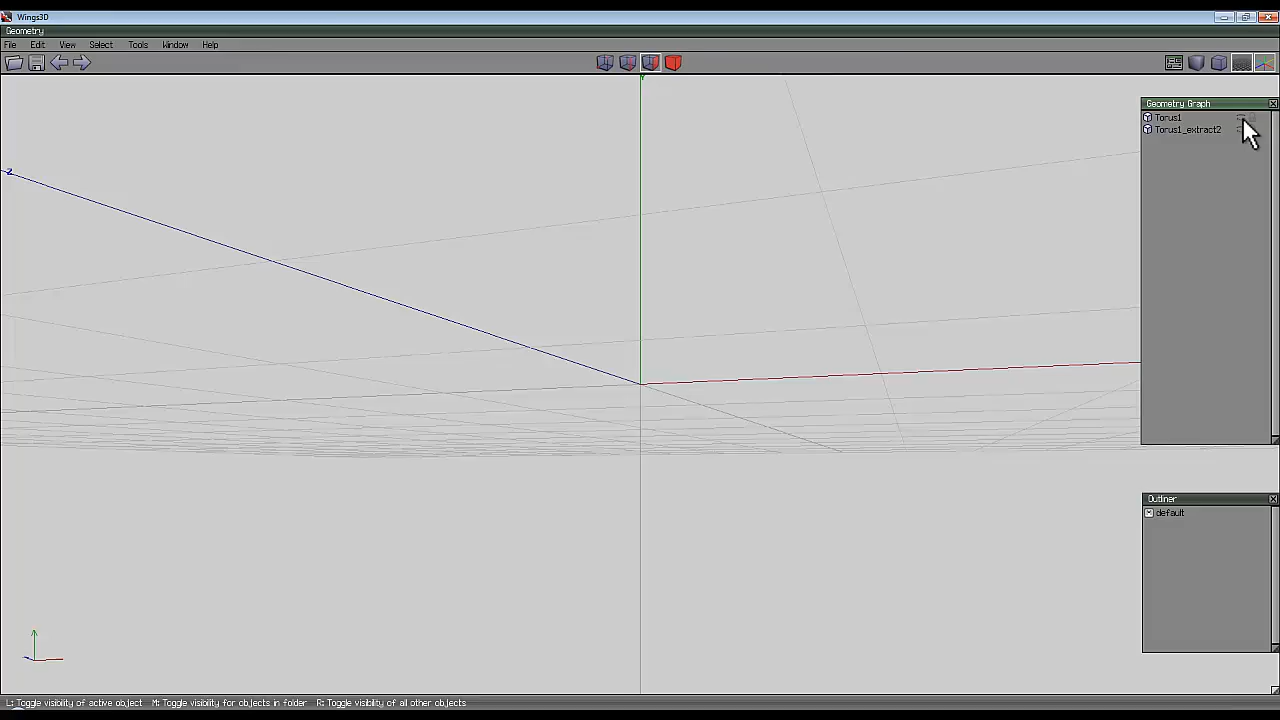 Wings3D
Geometry
File Edit View Select Tools Window Help
Y
Geometry Graph
Torus1
Torus1_extract2
Z
Outliner
default
L: Toggle visibility of active object M: Toggle visibility for objects in folder R: Toggle visibility of all other objects